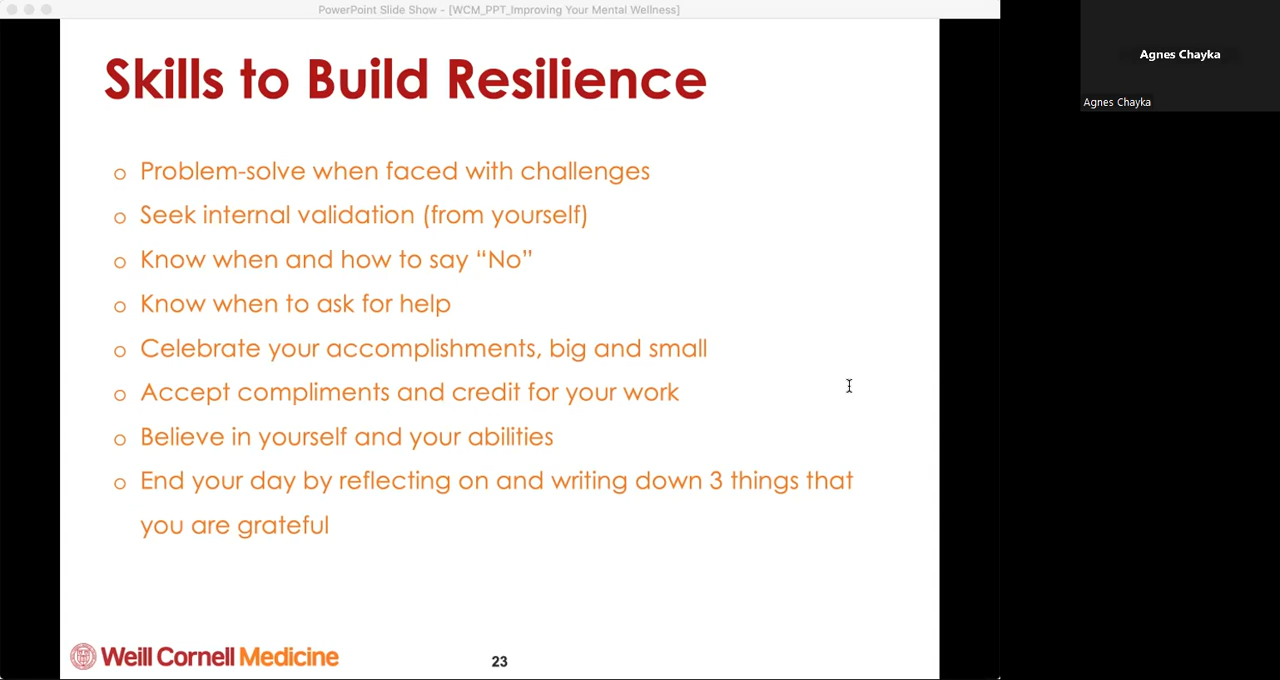 PowerPoint Slide Show - [WCM_PPT_Improving Your Mental Wellness]
Skills to Build Resilience
o Problem-solve when faced with challenges
o Seek internal validation (from yourself)
o Know when and how to say “No”
o Know when to ask for help
o Celebrate your accomplishments, big and small
o Accept compliments and credit for your work
o Believe in yourself and your abilities
o End your day by reflecting on and writing down 3 things that
you are grateful
Weill Cornell Medicine
23
Agnes Chayka
Agnes Chayka